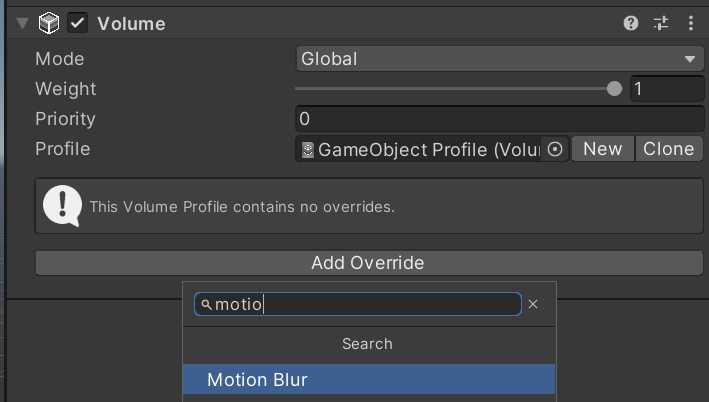 Volume
Mode Global
Weight 1
Priority 0
Profile GameObject Profile (Volu New Clone
This Volume Profile contains no overrides.
Add Override
motio
Search
Motion Blur